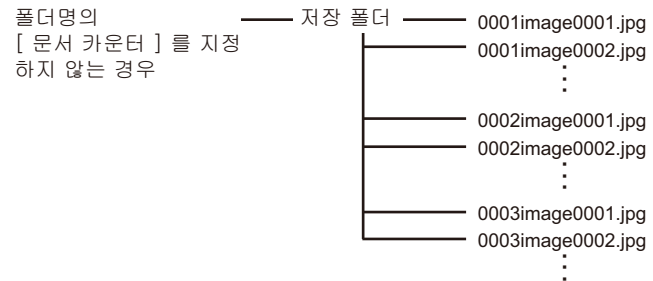 폴더명의
[ 문서 카운터 ] 를 지정
하지 않는 경우
저장 폴더
0001image0001.jpg
0001image0002.jpg
0002image0001.jpg
0002image0002.jpg
0003image0001.jpg
0003image0002.jpg